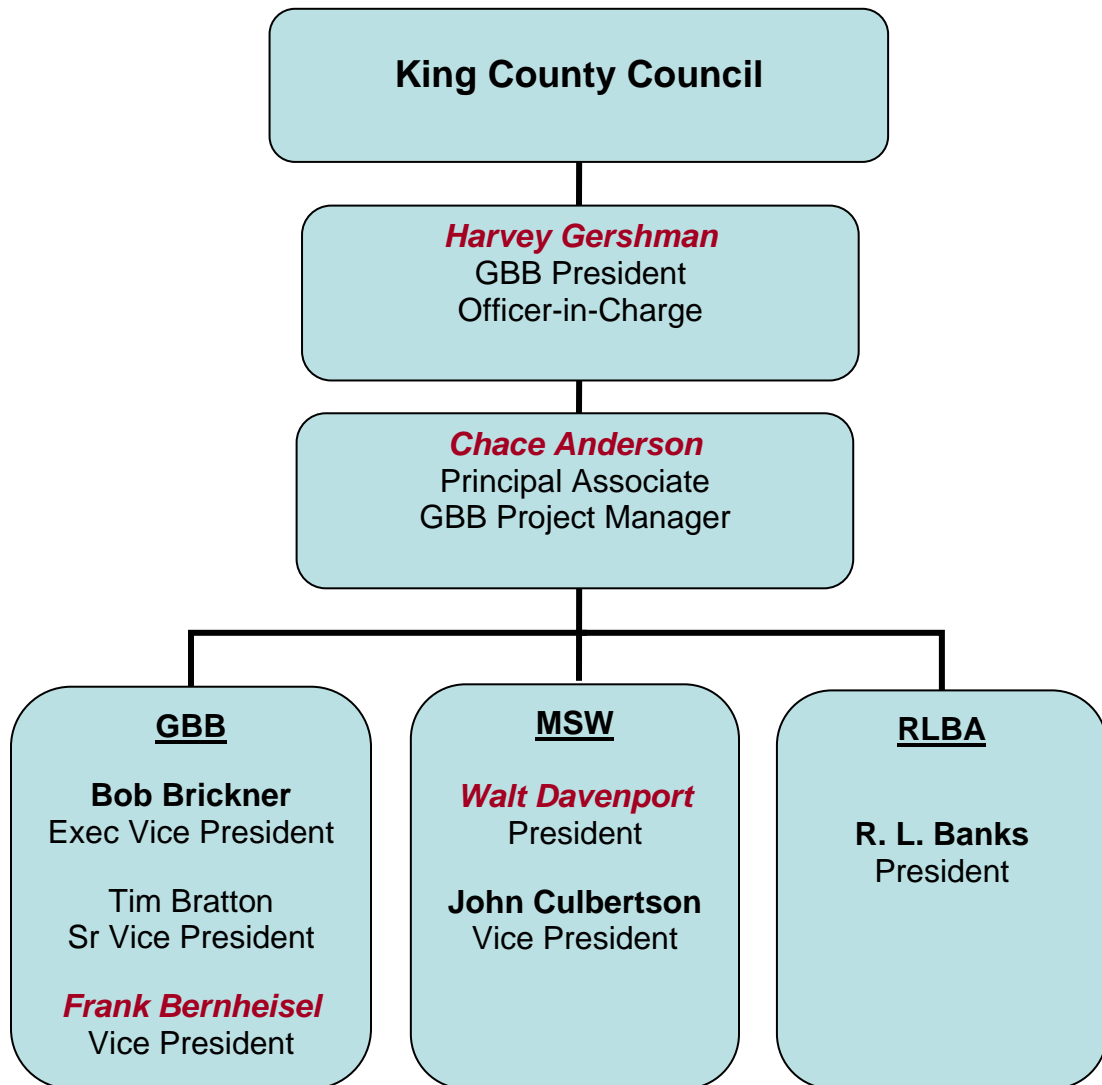 King County Council
Harvey Gershman
GBB President
Officer-in-Charge
Chace Anderson
Principal Associate
GBB Project Manager
GBB
Bob Brickner
Exec Vice President
Tim Bratton
Sr Vice President
Frank Bernheisel
Vice President
MSW
Walt Davenport
President
John Culbertson
Vice President
RLBA
R. L. Banks
President